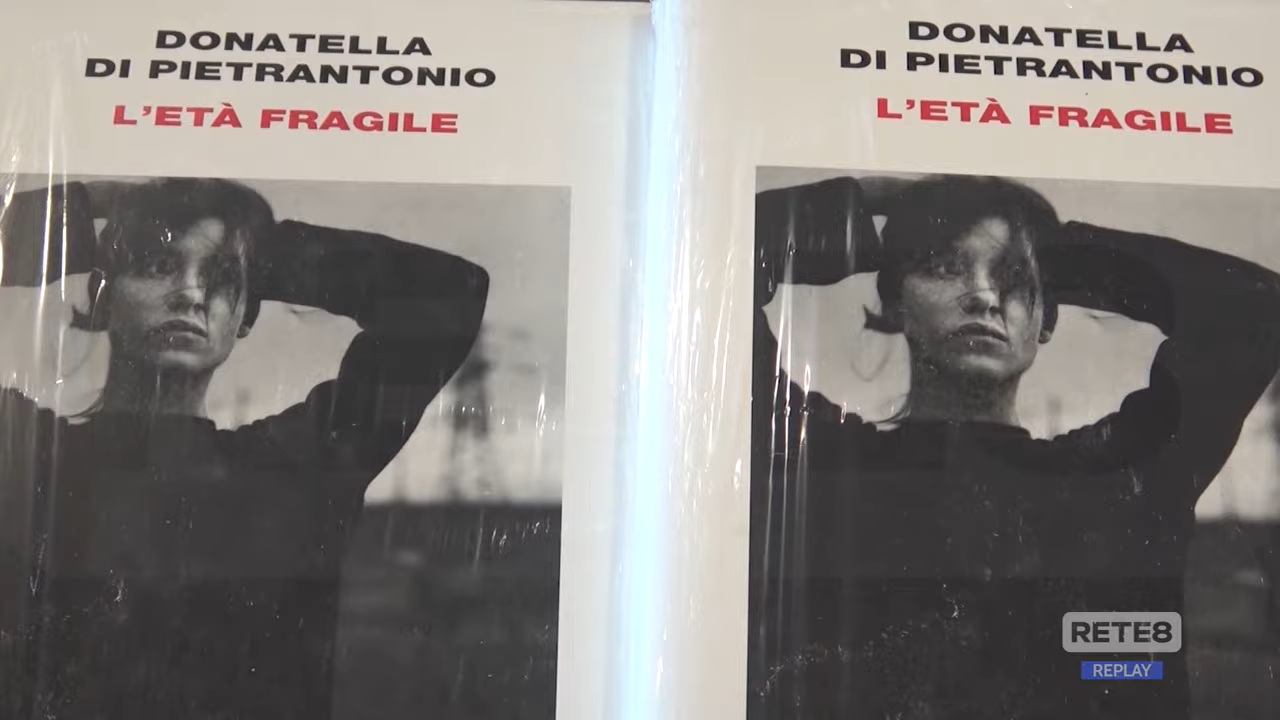 DONATELLA
DI PIETRANTONIO
L'ETÀ FRAGILE
DONATELLA
DI PIETRANTONIO
L'ETÀ FRAGILE
RETE8
REPLAY